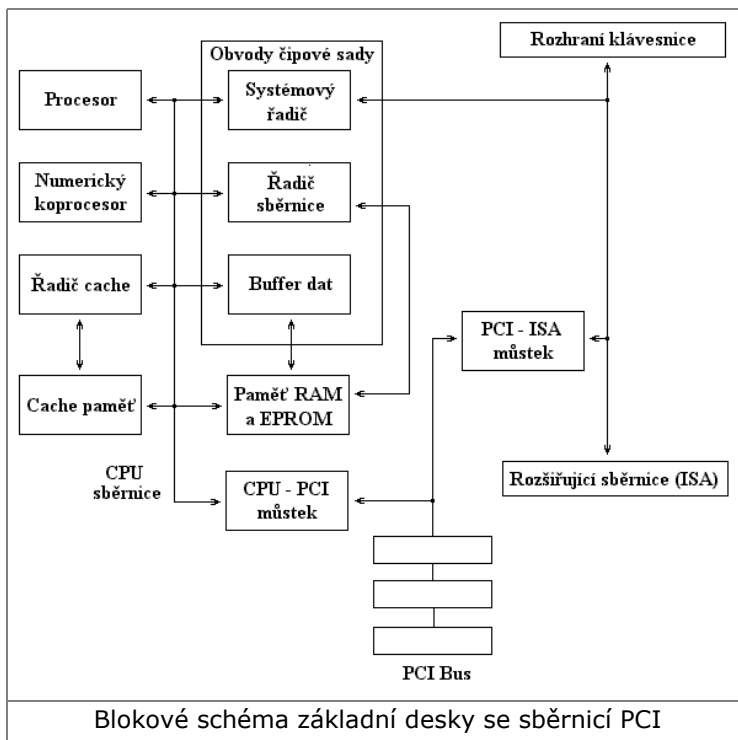 Obvody čipové sady
Rozhraní klávesnice
Procesor
Systémový
řadič
Numerický
koprocesor
Řadič
sběrnice
Řadič cache
Buffer dat
PCI - ISA
můstek
Cache paměť
Paměť RAM
a EPROM
CPU
sběrnice
CPU - PCI
můstek
Rozšiřující sběrnice (ISA)
PCI Bus
Blokové schéma základní desky se sběrnicí PCI